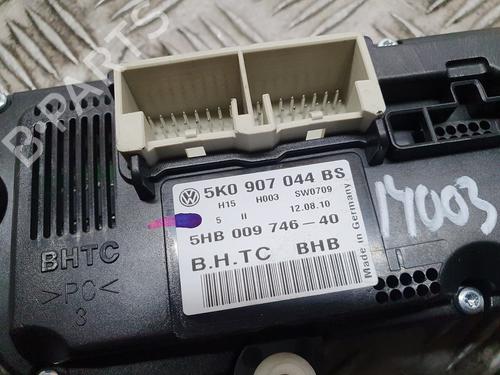 B-PARTS
5K0 907 044 BS
H15 H003 SW0709
5 II 12.08.10
5HB 009 746-40
B.H.TC BHB
Made in Germany
14003
BHTC
>PC<
3